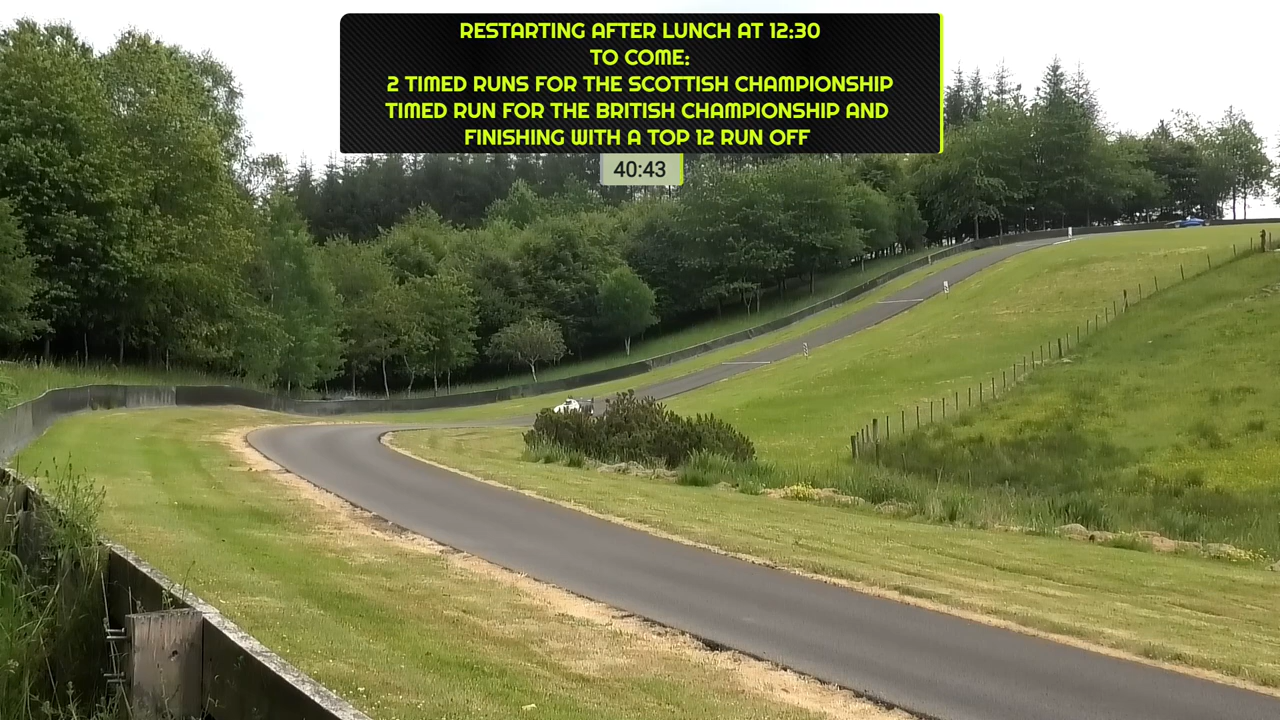 RESTARTING AFTER LUNCH AT 12:30
TO COME:
2 TIMED RUNS FOR THE SCOTTISH CHAMPIONSHIP
TIMED RUN FOR THE BRITISH CHAMPIONSHIP AND
FINISHING WITH A TOP 12 RUN OFF
40:43